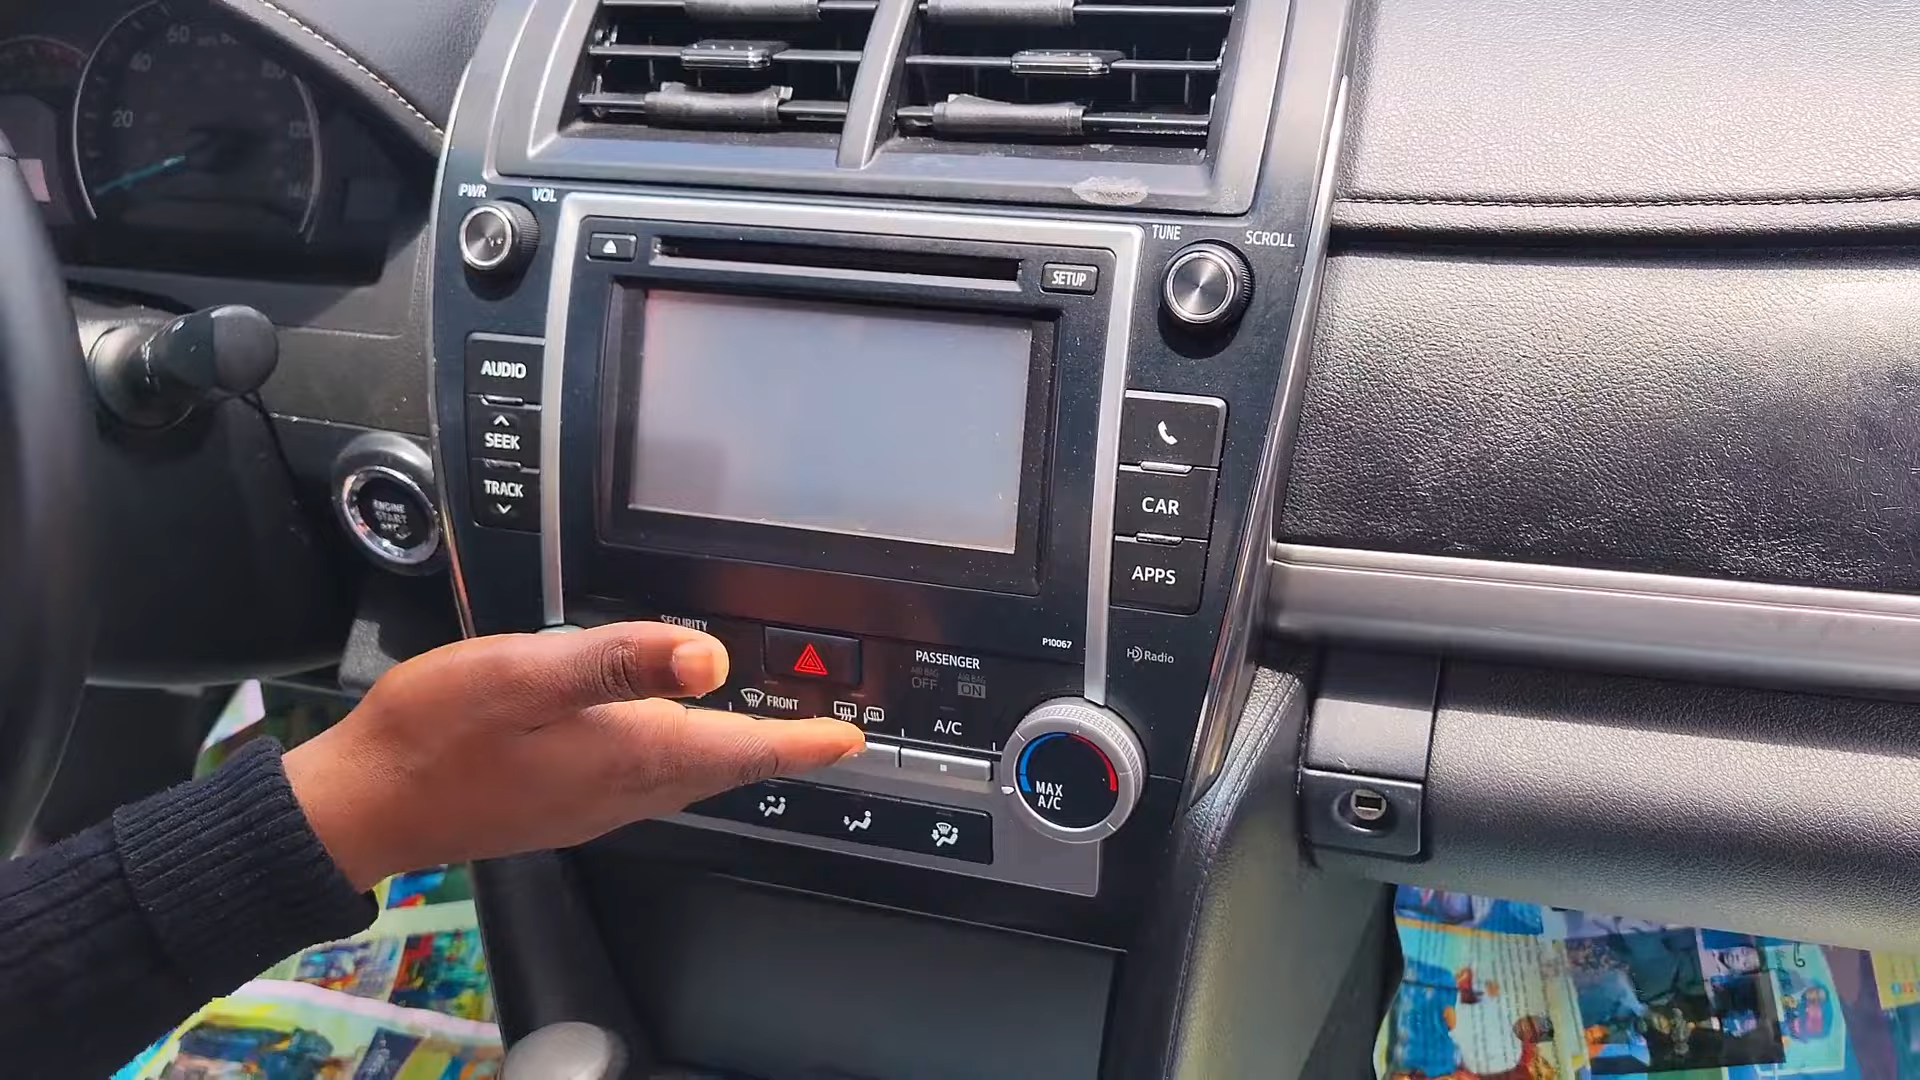 60
40
20
PWR
VOL
TUNE
SCROLL
SETUP
AUDIO
SEEK
TRACK
ENGINE
START
CAR
APPS
SECURITY
P10067
HD Radio
PASSENGER
AIR BAG
OFF
AIR BAG
ON
FRONT
A/C
MAX
A/C